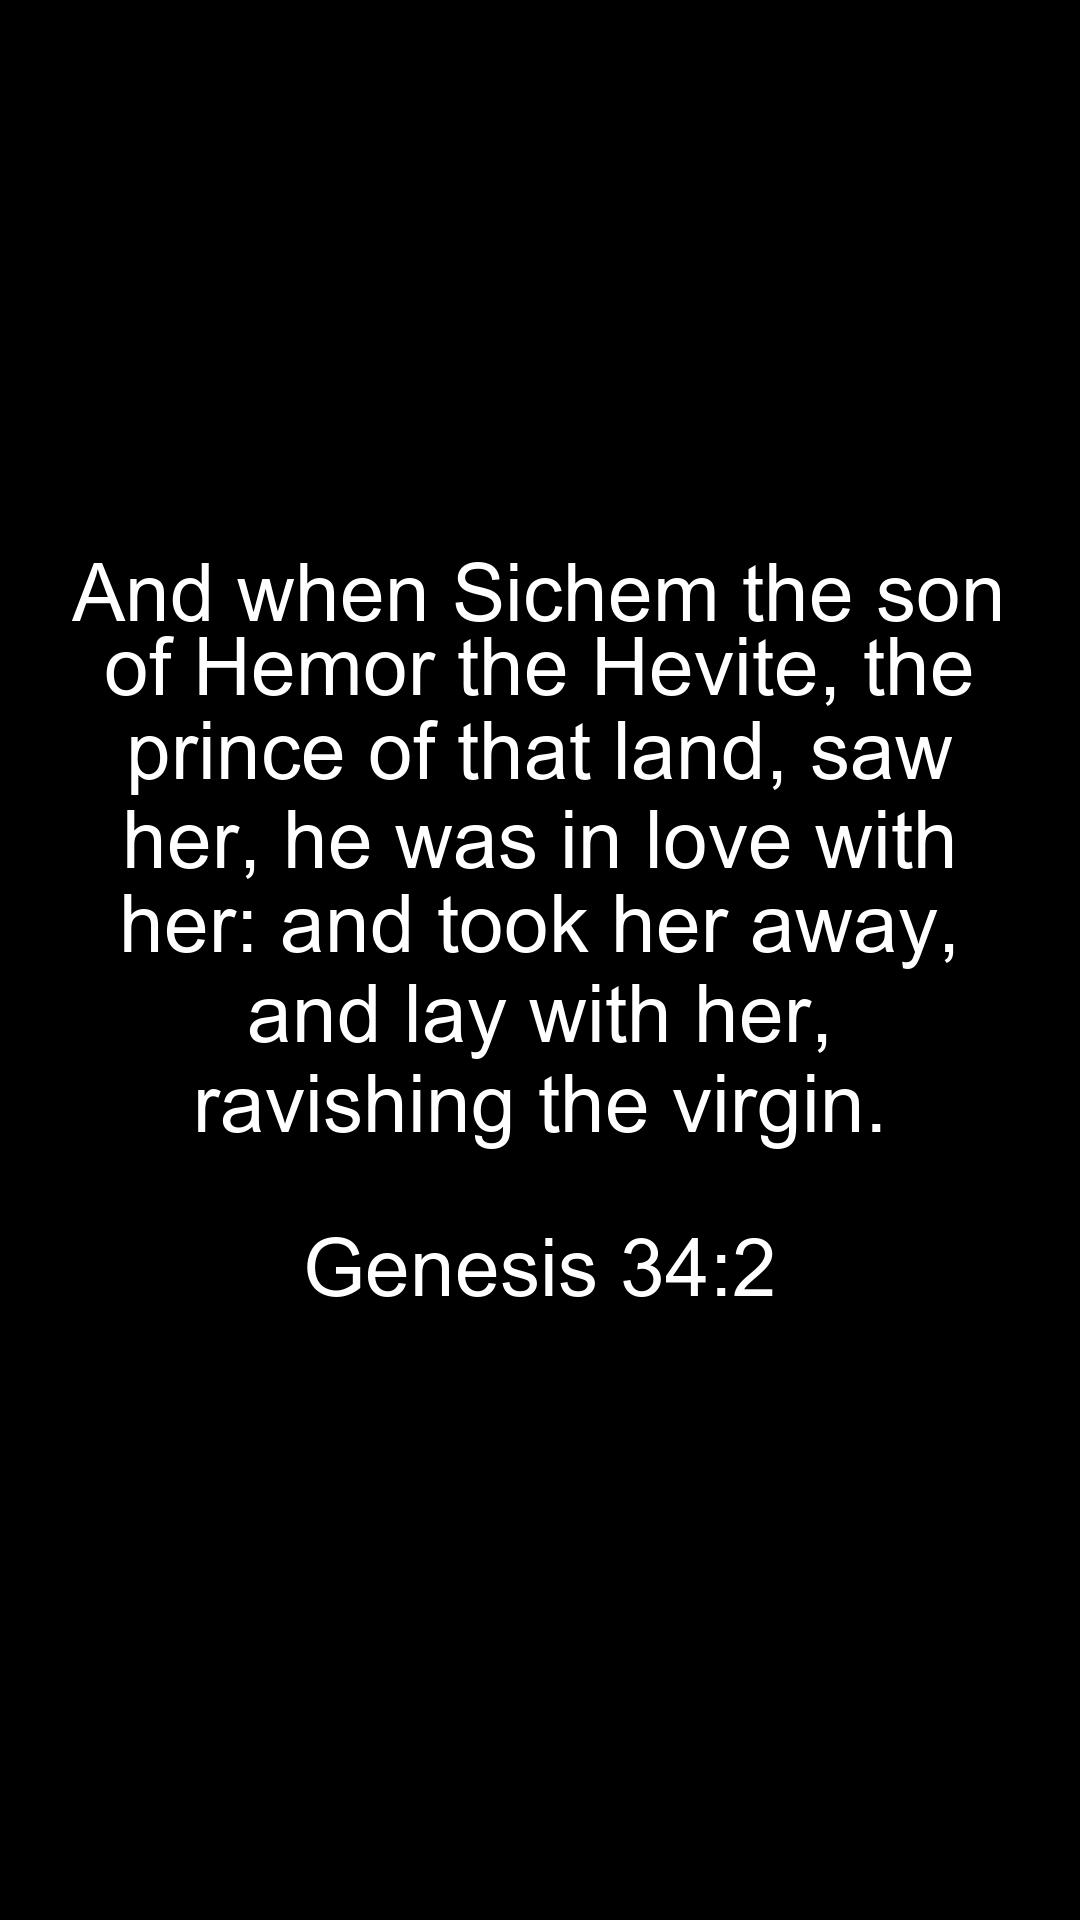 And when Sichem the son
of Hemor the Hevite, the
prince of that land, saw
her, he was in love with
her: and took her away,
and lay with her,
ravishing the virgin.
Genesis 34:2